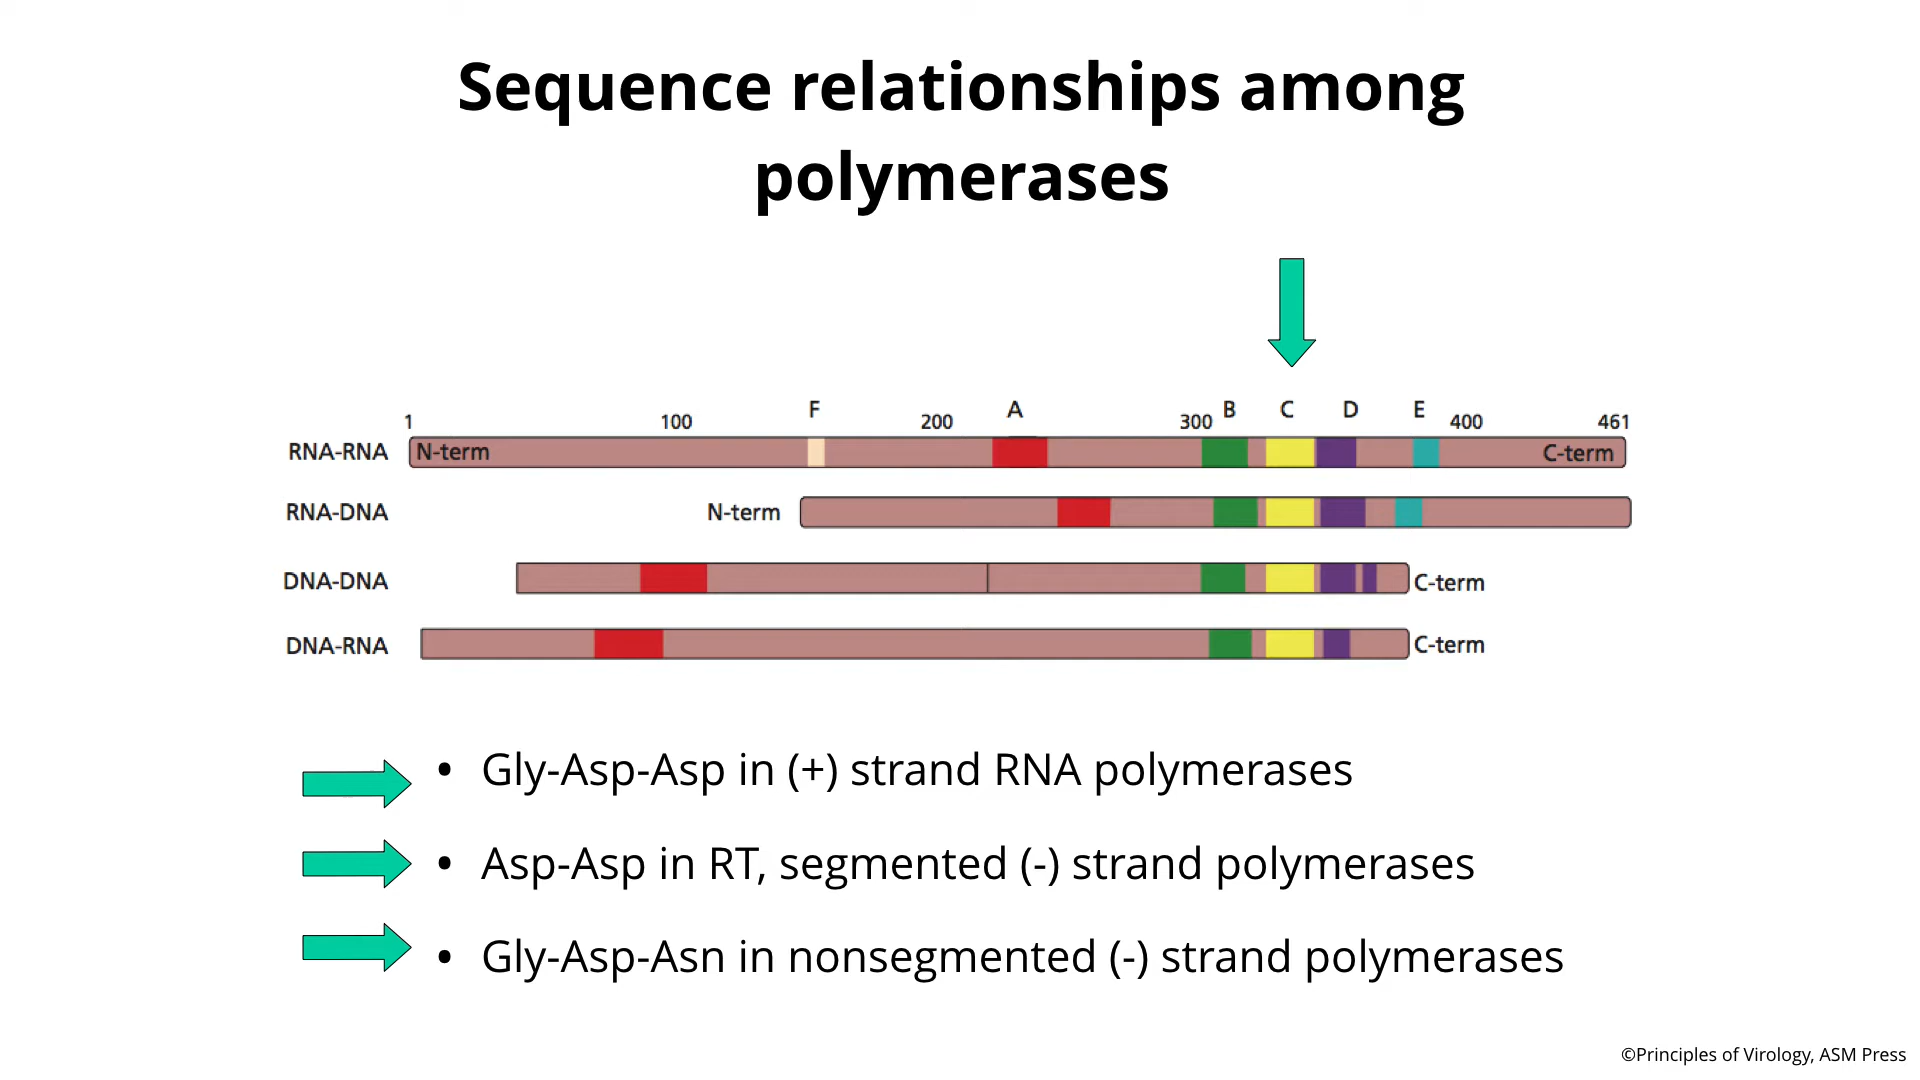 Sequence relationships among
polymerases
1 100 F 200 A 300 B C D E 400 461
RNA-RNA N-term C-term
RNA-DNA N-term
DNA-DNA C-term
DNA-RNA C-term
• Gly-Asp-Asp in (+) strand RNA polymerases
• Asp-Asp in RT, segmented (-) strand polymerases
• Gly-Asp-Asn in nonsegmented (-) strand polymerases
©Principles of Virology, ASM Press